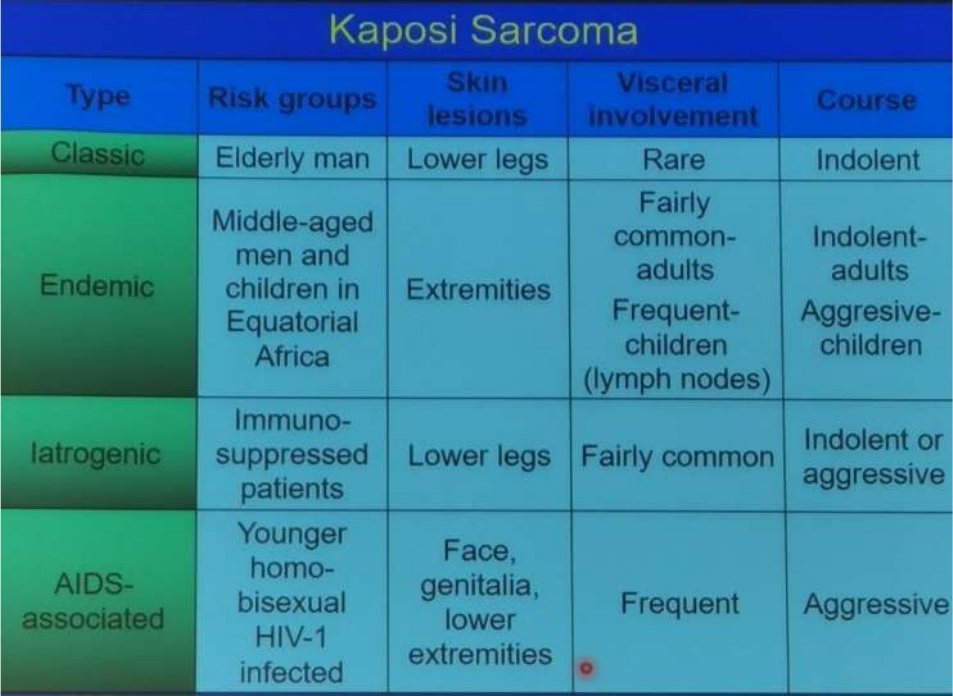 Kaposi Sarcoma
Type
Risk groups
Skin
lesions
Visceral
involvement
Course
Classic
Elderly man
Lower legs
Rare
Indolent
Endemic
Middle-aged
men and
children in
Equatorial
Africa
Extremities
Fairly
common-
adults
Frequent-
children
(lymph nodes)
Indolent-
adults
Aggresive-
children
Iatrogenic
Immuno-
suppressed
patients
Lower legs
Fairly common
Indolent or
aggressive
AIDS-
associated
Younger
homo-
bisexual
HIV-1
infected
Face,
genitalia,
lower
extremities
Frequent
Aggressive